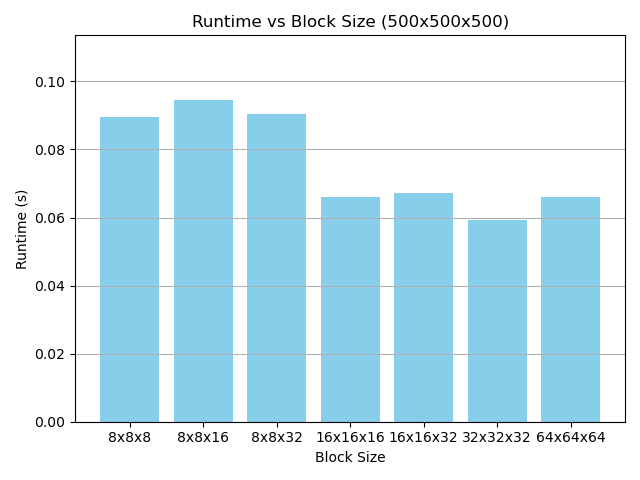 Runtime vs Block Size (500x500x500)
Runtime (s)
0.10
0.08
0.06
0.04
0.02
0.00
8x8x8 8x8x16 8x8x32 16x16x16 16x16x32 32x32x32 64x64x64
Block Size